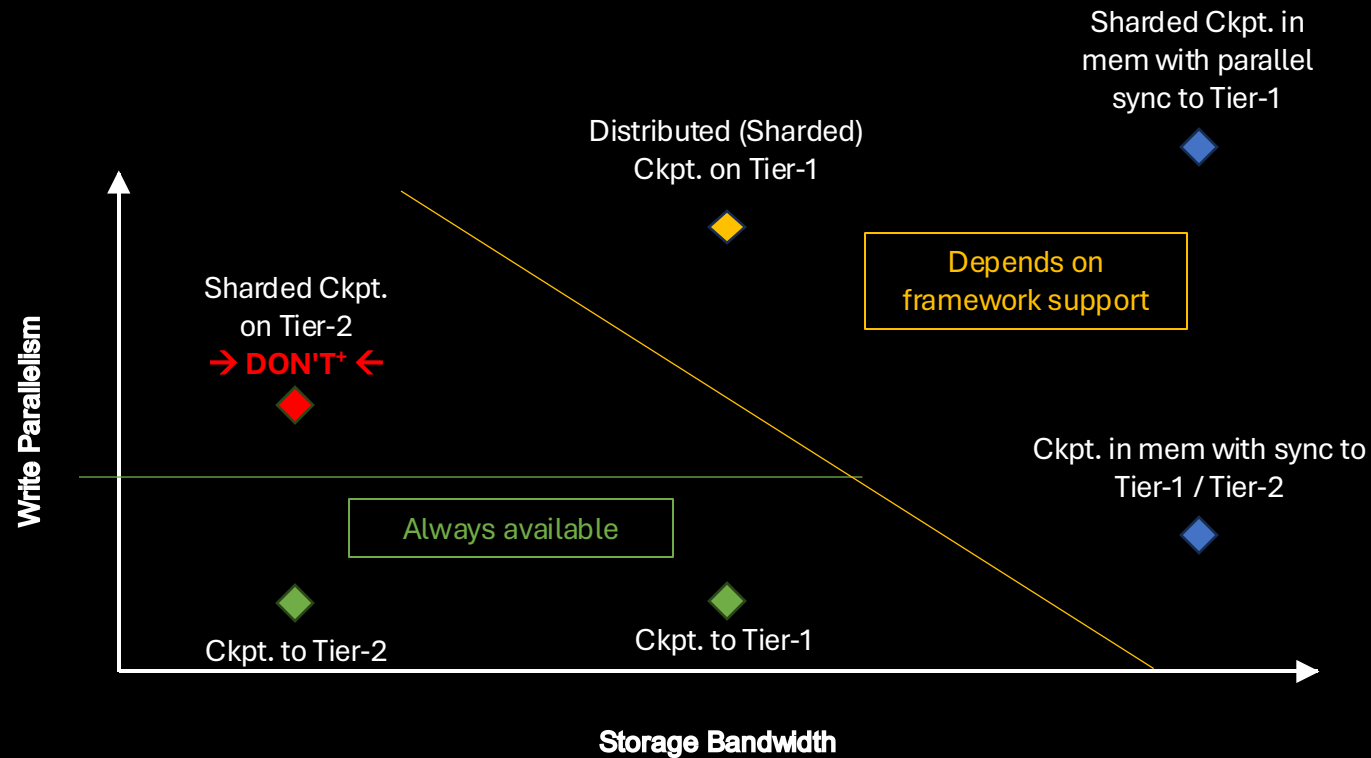 Sharded Ckpt. in
mem with parallel
sync to Tier-1
Distributed (Sharded)
Ckpt. on Tier-1
Depends on
framework support
Sharded Ckpt.
on Tier-2
→ DON'T⁺ ←
Write Parallelism
Ckpt. in mem with sync to
Tier-1 / Tier-2
Always available
Ckpt. to Tier-2
Ckpt. to Tier-1
Storage Bandwidth